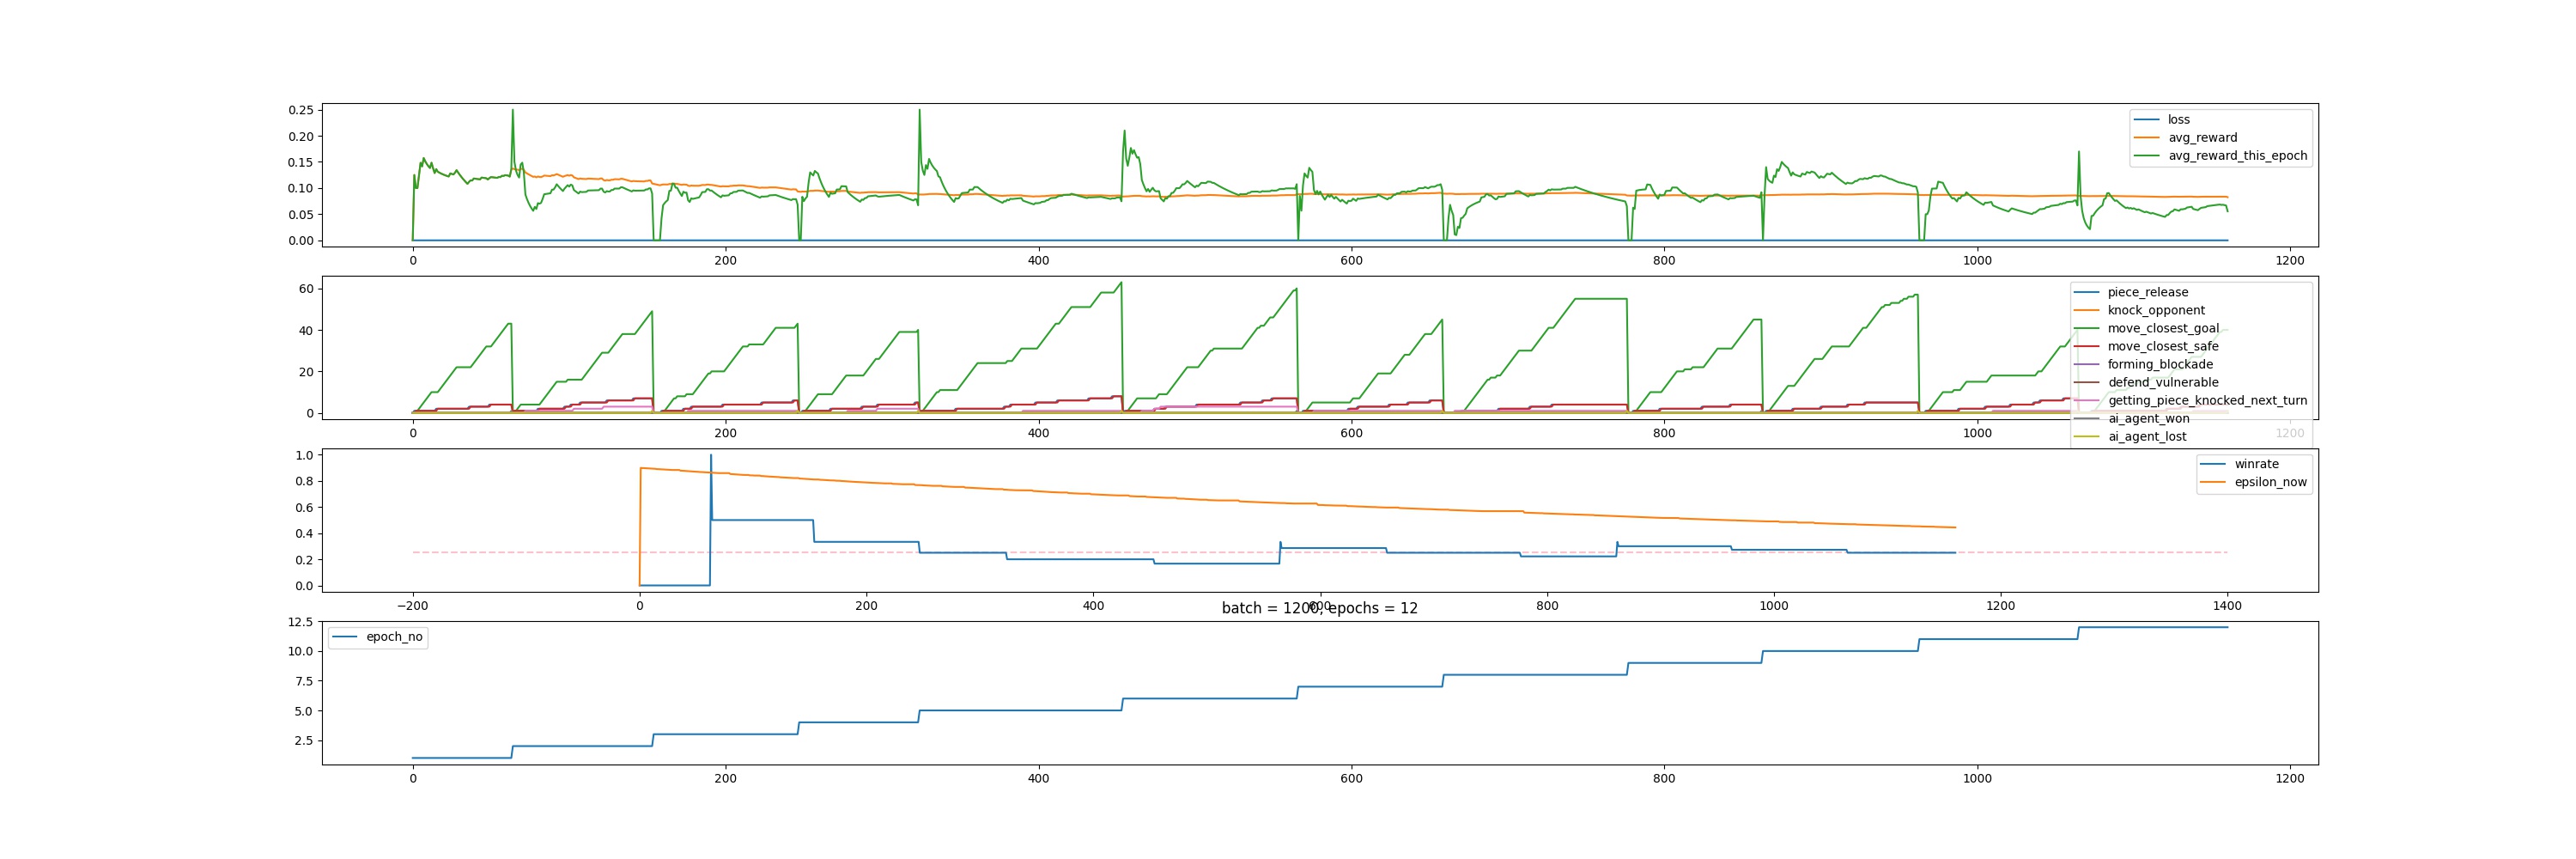 0.25
0.20
0.15
0.10
0.05
0.00
loss
avg_reward
avg_reward_this_epoch
0 200 400 600 800 1000 1200
60
40
20
0
piece_release
knock_opponent
move_closest_goal
move_closest_safe
forming_blockade
defend_vulnerable
getting_piece_knocked_next_turn
ai_agent_won
ai_agent_lost
0 200 400 600 800 1000 1200
1.0
0.8
0.6
0.4
0.2
0.0
winrate
epsilon_now
−200 0 200 400 600 800 1000 1200 1400
batch = 1200, epochs = 12
12.5
10.0
7.5
5.0
2.5
epoch_no
0 200 400 600 800 1000 1200